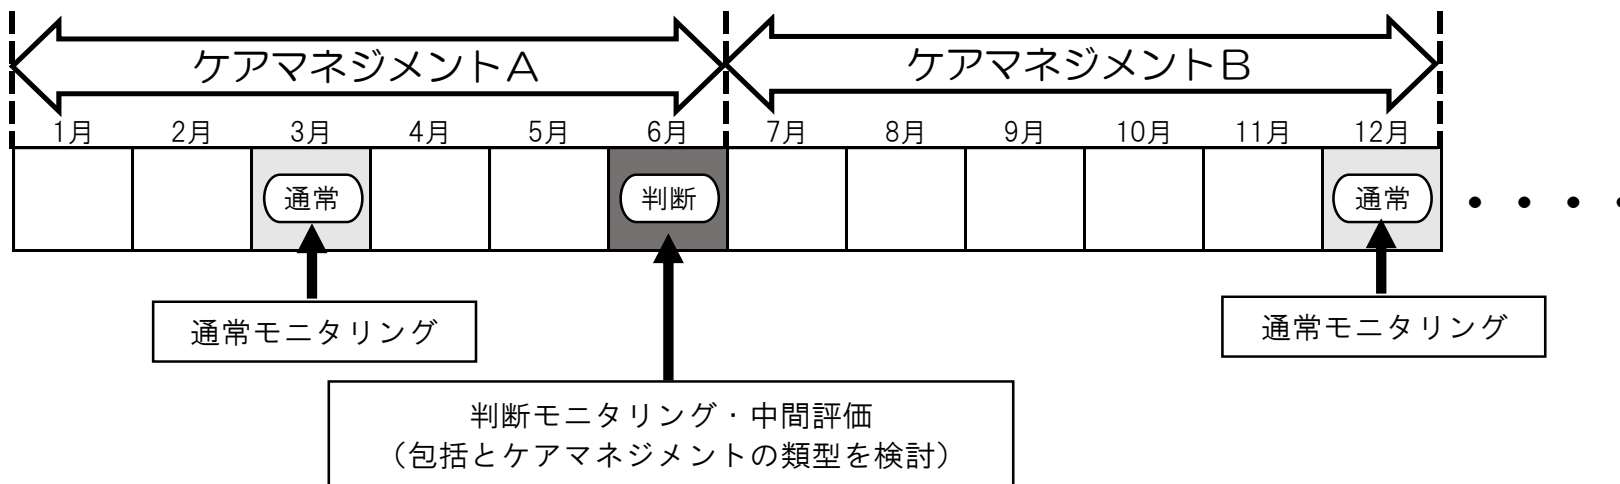 ケアマネジメントA
ケアマネジメントB
1月 2月 3月 4月 5月 6月 7月 8月 9月 10月 11月 12月
通常 判断 通常
・・・・
通常モニタリング
通常モニタリング
判断モニタリング・中間評価
（包括とケアマネジメントの類型を検討）